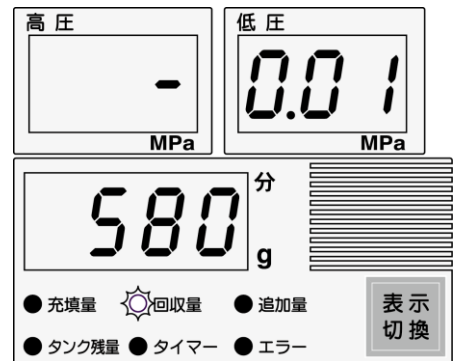 高圧
-
MPa
低圧
0.01
MPa
580
分
g
充填量 回収量 追加量
タンク残量 タイマー エラー
表示
切換